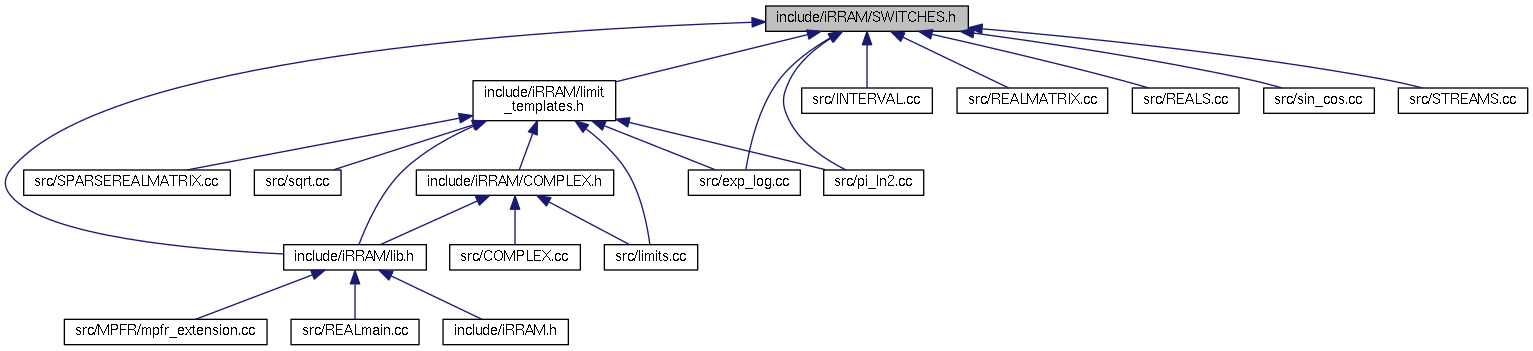 include/iRRAM/SWITCHES.h
include/iRRAM/limit
_templates.h
src/INTERVAL.cc
src/REALMATRIX.cc
src/REALS.cc
src/sin_cos.cc
src/STREAMS.cc
src/SPARSEREALMATRIX.cc
src/sqrt.cc
include/iRRAM/COMPLEX.h
src/exp_log.cc
src/pi_ln2.cc
include/iRRAM/lib.h
src/COMPLEX.cc
src/limits.cc
src/MPFR/mpfr_extension.cc
src/REALmain.cc
include/iRRAM.h